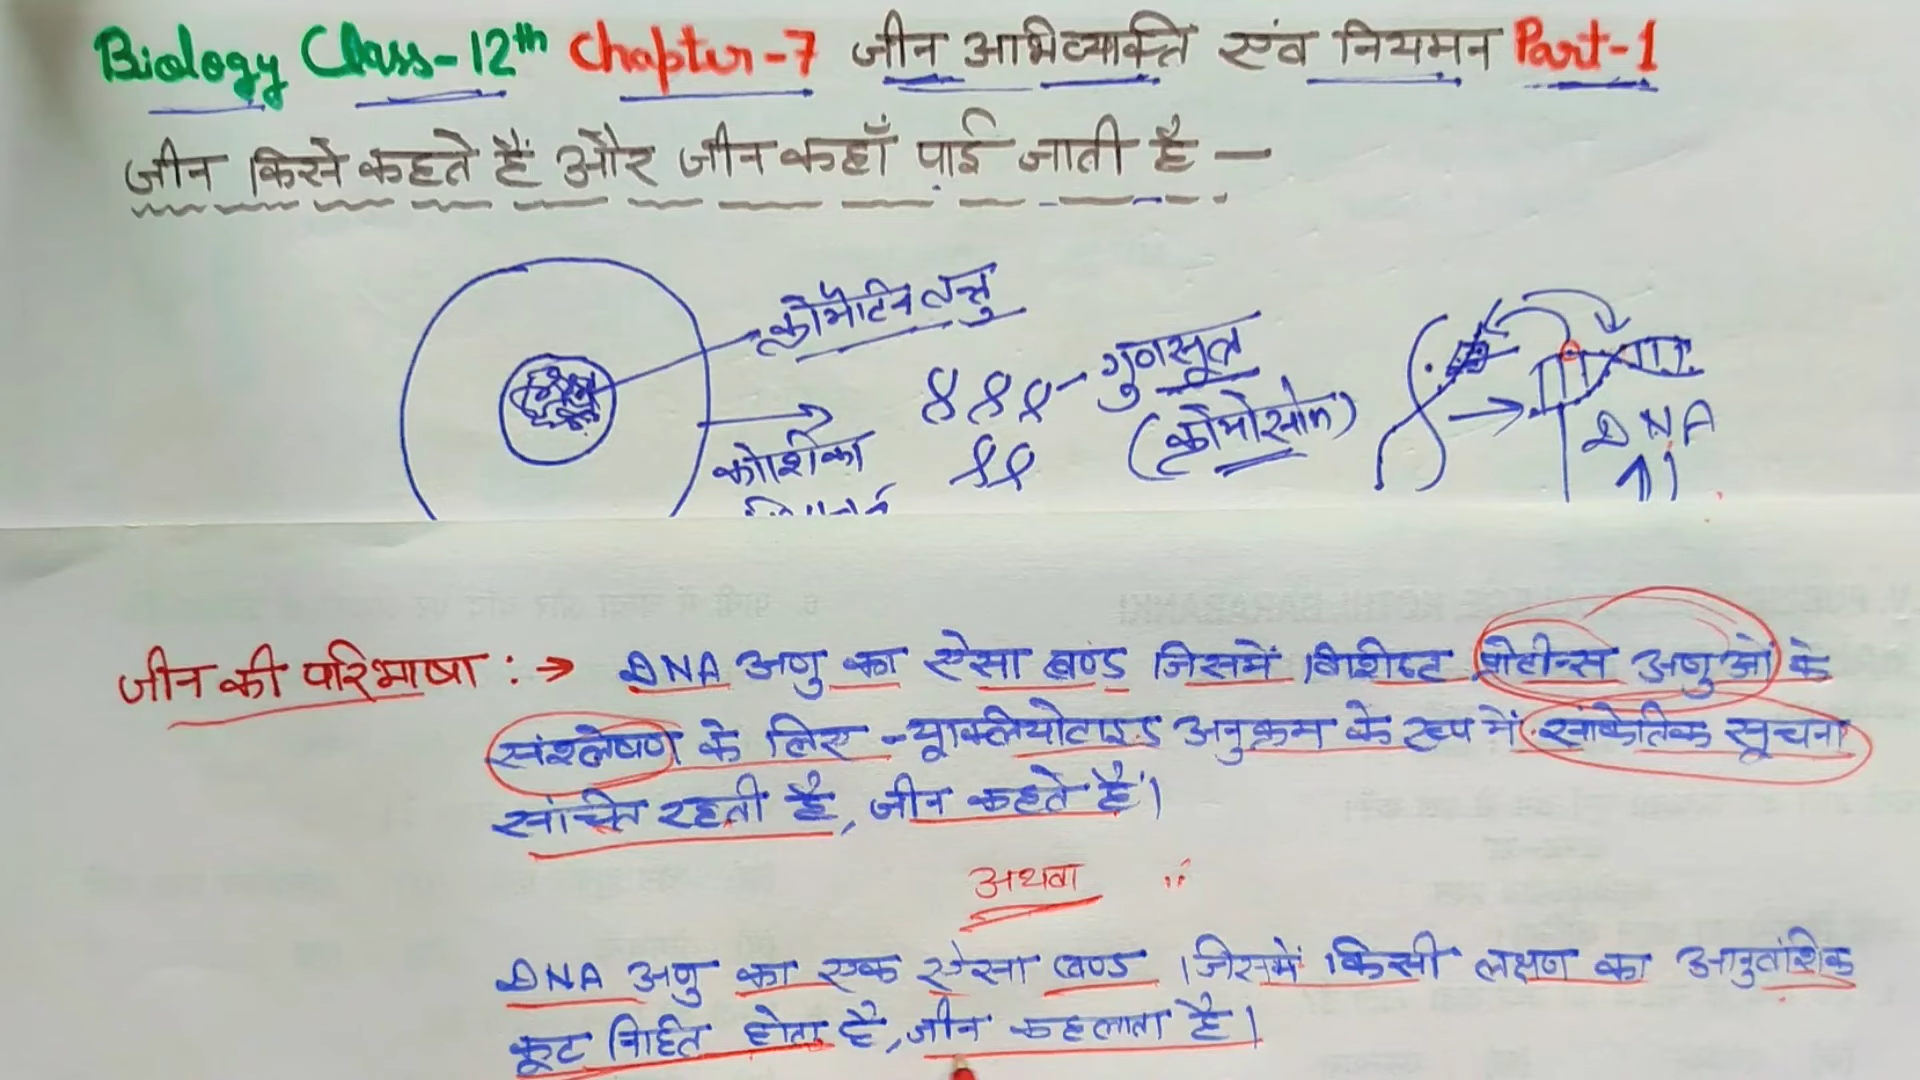 Biology Class-12th Chapter-7 जीन अभिव्यक्ति एवं नियमन Part-1
जीन किसे कहते हैं और जीन कहाँ पाई जाती है —
क्रोमैटिन तन्तु
गुणसूत्र
(क्रोमोसोम)
कोशिका
DNA
जीन की परिभाषा :→ DNA अणु का ऐसा खण्ड जिसमें विशिष्ट प्रोटीन्स अणुओं के
संश्लेषण के लिए न्यूक्लियोटाइड अनुक्रम के रूप में सांकेतिक सूचना
संचित रहती है, जीन कहते हैं।
अथवा
DNA अणु का एक ऐसा खण्ड जिसमें किसी लक्षण का आनुवांशिक
कूट निहित होता है, जीन कहलाता है।